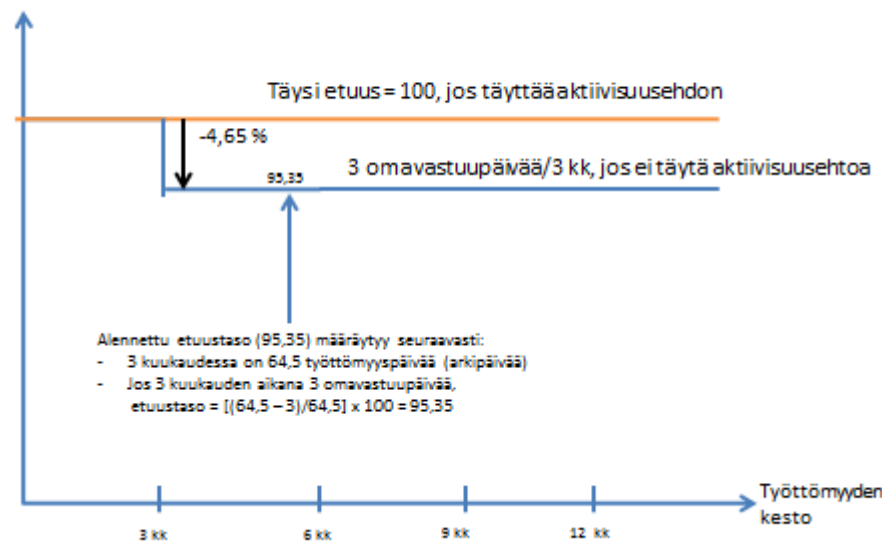 Täysi etuus = 100, jos täyttää aktiivisuusehdon
-4,65 %
3 omavastuupäivää/3 kk, jos ei täytä aktiivisuusehtoa
95,35
Alennettu etuustaso (95,35) määräytyy seuraavasti:
- 3 kuukaudessa on 64,5 työttömyyspäivää (arkipäivää)
- Jos 3 kuukauden aikana 3 omavastuupäivää,
etuustaso = [(64,5 – 3)/64,5] x 100 = 95,35
Työttömyyden
kesto
3 kk
6 kk
9 kk
12 kk